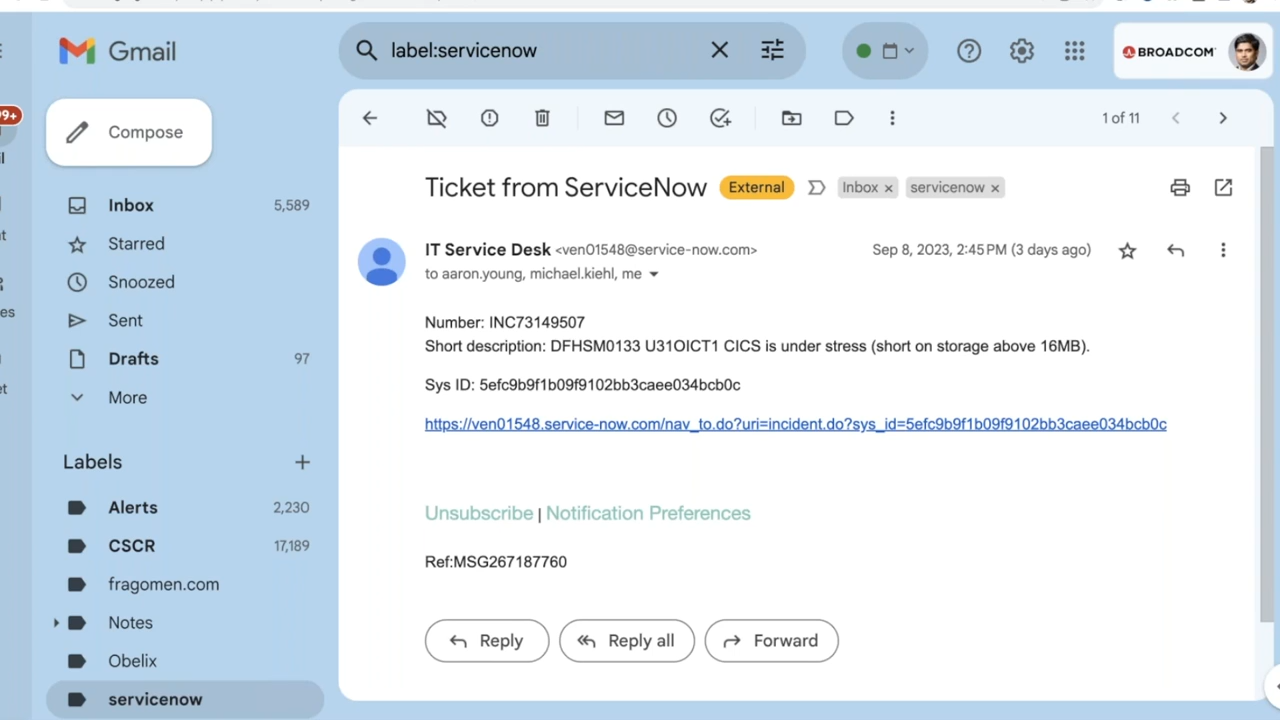 Gmail
label:servicenow
BROADCOM
99+
Compose
1 of 11
Ticket from ServiceNow External Inbox × servicenow ×
Inbox 5,589
Starred
IT Service Desk <ven01548@service-now.com> Sep 8, 2023, 2:45 PM (3 days ago)
to aaron.young, michael.kiehl, me
Snoozed
Sent
Drafts 97
More
Number: INC73149507
Short description: DFHSM0133 U31OICT1 CICS is under stress (short on storage above 16MB).
Sys ID: 5efc9b9f1b09f9102bb3caee034bcb0c
https://ven01548.service-now.com/nav_to.do?uri=incident.do?sys_id=5efc9b9f1b09f9102bb3caee034bcb0c
Labels
Alerts 2,230
CSCR 17,189
fragomen.com
Notes
Obelix
servicenow
Unsubscribe | Notification Preferences
Ref:MSG267187760
Reply Reply all Forward